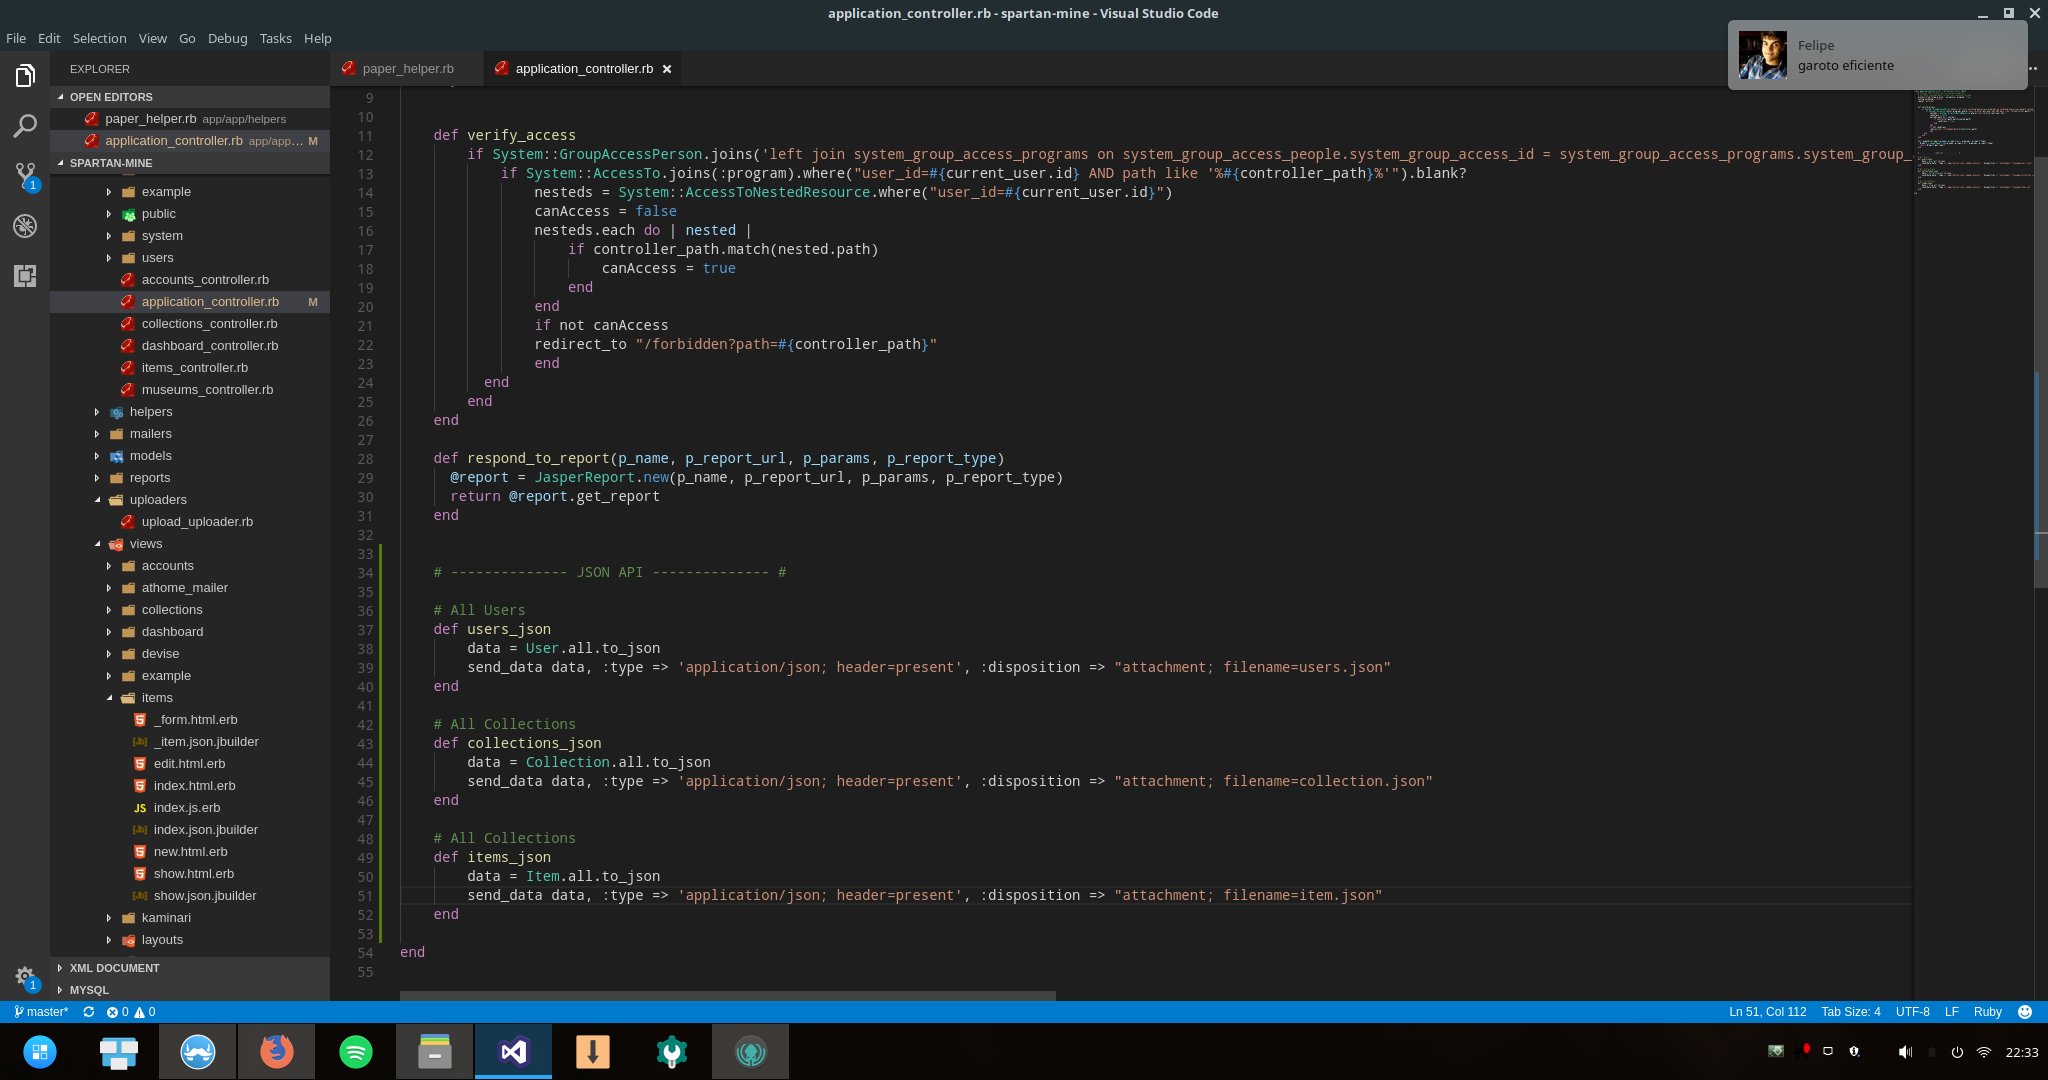 application_controller.rb - spartan-mine - Visual Studio Code
File Edit Selection View Go Debug Tasks Help
Felipe
garoto eficiente
EXPLORER
OPEN EDITORS
paper_helper.rb app/app/helpers
application_controller.rb app/app... M
SPARTAN-MINE
example
public
system
users
accounts_controller.rb
application_controller.rb M
collections_controller.rb
dashboard_controller.rb
items_controller.rb
museums_controller.rb
helpers
mailers
models
reports
uploaders
upload_uploader.rb
views
accounts
athome_mailer
collections
dashboard
devise
example
items
_form.html.erb
_item.json.jbuilder
edit.html.erb
index.html.erb
JS index.js.erb
index.json.jbuilder
new.html.erb
show.html.erb
show.json.jbuilder
kaminari
layouts
XML DOCUMENT
MYSQL
1
1
paper_helper.rb application_controller.rb
9
10
11 def verify_access
12 if System::GroupAccessPerson.joins('left join system_group_access_programs on system_group_access_people.system_group_access_id = system_group_access_programs.system_group_
13 if System::AccessTo.joins(:program).where("user_id=#{current_user.id} AND path like '%#{controller_path}%'").blank?
14 nesteds = System::AccessToNestedResource.where("user_id=#{current_user.id}")
15 canAccess = false
16 nesteds.each do | nested |
17 if controller_path.match(nested.path)
18 canAccess = true
19 end
20 end
21 if not canAccess
22 redirect_to "/forbidden?path=#{controller_path}"
23 end
24 end
25 end
26 end
27
28 def respond_to_report(p_name, p_report_url, p_params, p_report_type)
29 @report = JasperReport.new(p_name, p_report_url, p_params, p_report_type)
30 return @report.get_report
31 end
32
33
34 # -------------- JSON API -------------- #
35
36 # All Users
37 def users_json
38 data = User.all.to_json
39 send_data data, :type => 'application/json; header=present', :disposition => "attachment; filename=users.json"
40 end
41
42 # All Collections
43 def collections_json
44 data = Collection.all.to_json
45 send_data data, :type => 'application/json; header=present', :disposition => "attachment; filename=collection.json"
46 end
47
48 # All Collections
49 def items_json
50 data = Item.all.to_json
51 send_data data, :type => 'application/json; header=present', :disposition => "attachment; filename=item.json"
52 end
53
54 end
55
master* 0 0 Ln 51, Col 112 Tab Size: 4 UTF-8 LF Ruby
22:33